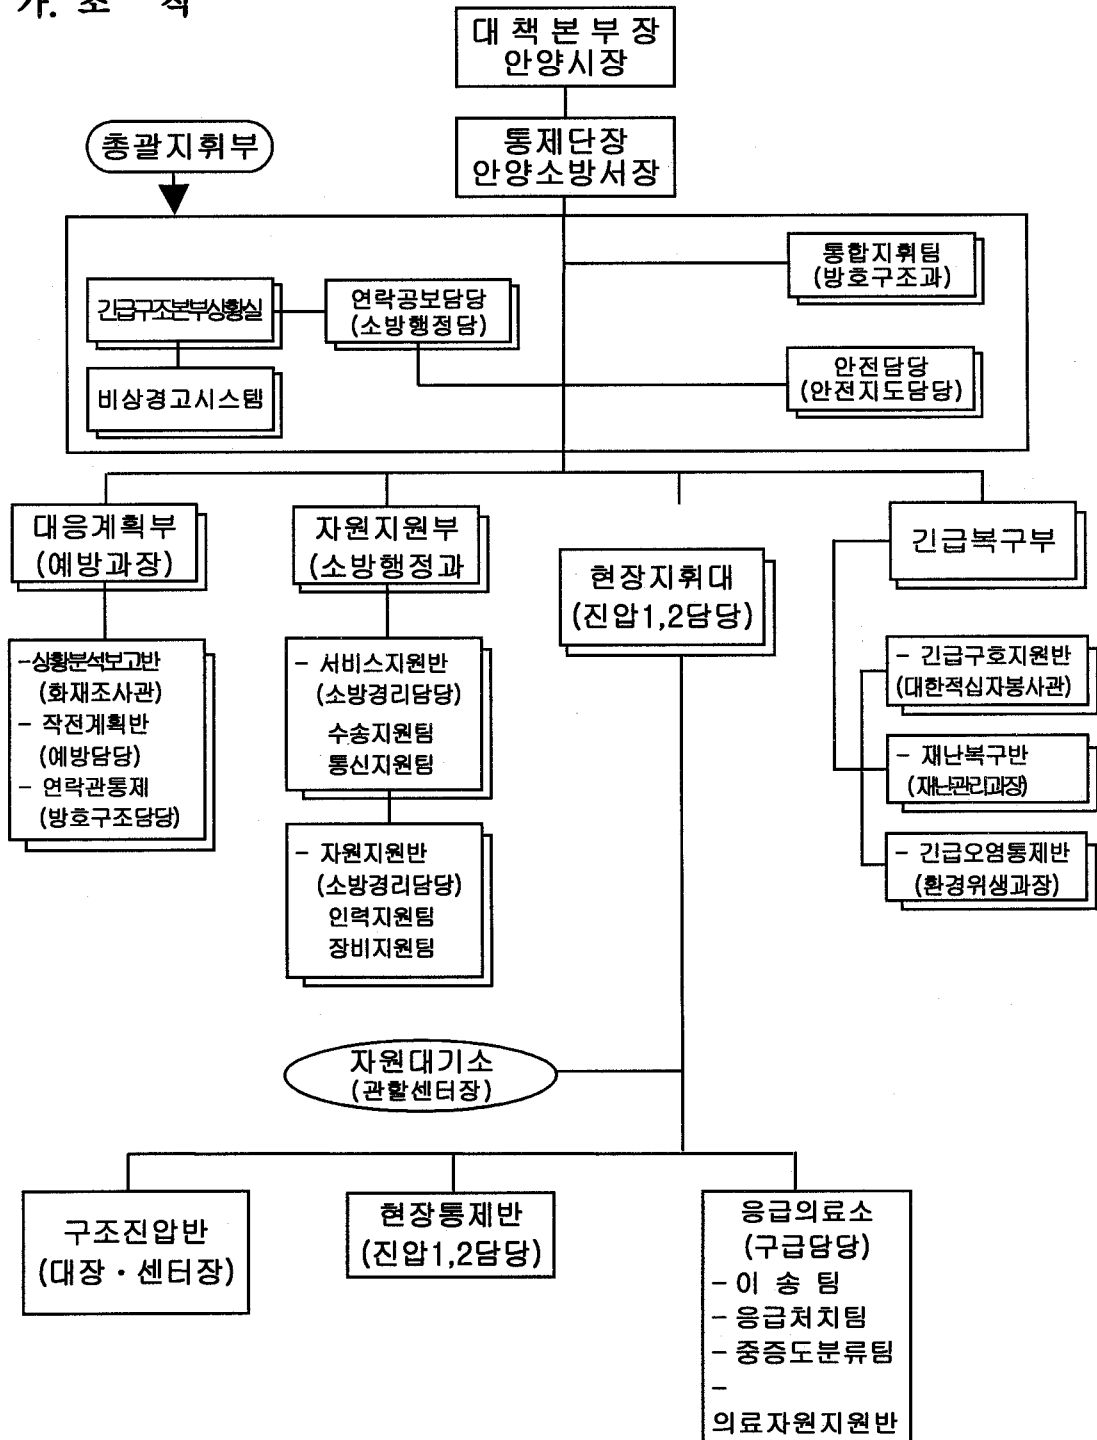 가. 조 직
대 책 본 부 장
안양시장
총괄지휘부
통제단장
안양소방서장
통합지휘팀
(방호구조과)
긴급구조본부상황실
연락공보담당
(소방행정담)
비상경고시스템
안전담당
(안전지도담당)
대응계획부
(예방과장)
자원지원부
(소방행정과
현장지휘대
(진압1,2담당)
긴급복구부
-상황분석보고반
(화재조사관)
- 작전계획반
(예방담당)
- 연락관통제
(방호구조담당)
- 서비스지원반
(소방경리담당)
수송지원팀
통신지원팀
- 자원지원반
(소방경리담당)
인력지원팀
장비지원팀
- 긴급구호지원반
(대한적십자봉사관)
- 재난복구반
(재난관리과장)
- 긴급오염통제반
(환경위생과장)
자원대기소
(관할센터장)
구조진압반
(대장 · 센터장)
현장통제반
(진압1,2담당)
응급의료소
(구급담당)
- 이 송 팀
- 응급처치팀
- 중증도분류팀
-
의료자원지원반